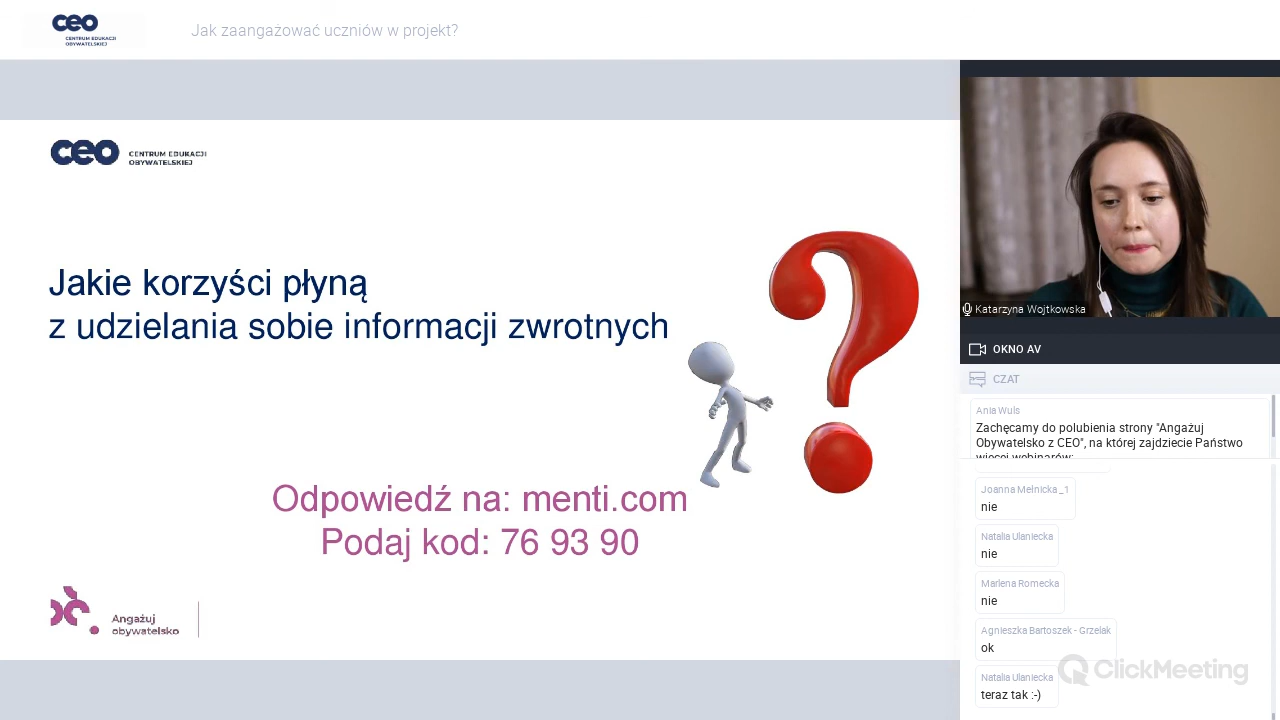 ceo
CENTRUM EDUKACJI
OBYWATELSKIEJ
Jak zaangażować uczniów w projekt?
ceo
CENTRUM EDUKACJI
OBYWATELSKIEJ
Jakie korzyści płyną
z udzielania sobie informacji zwrotnych
Odpowiedź na: menti.com
Podaj kod: 76 93 90
Angażuj
obywatelsko
Katarzyna Wojtkowska
OKNO AV
CZAT
Ania Wuls
Zachęcamy do polubienia strony "Angażuj
Obywatelsko z CEO", na której zajdziecie Państwo
więcej webinarów:
Joanna Mełnicka_1
nie
Natalia Ulaniecka
nie
Marlena Romecka
nie
Agnieszka Bartoszek - Grzelak
ok
Natalia Ulaniecka
teraz tak :-)
ClickMeeting